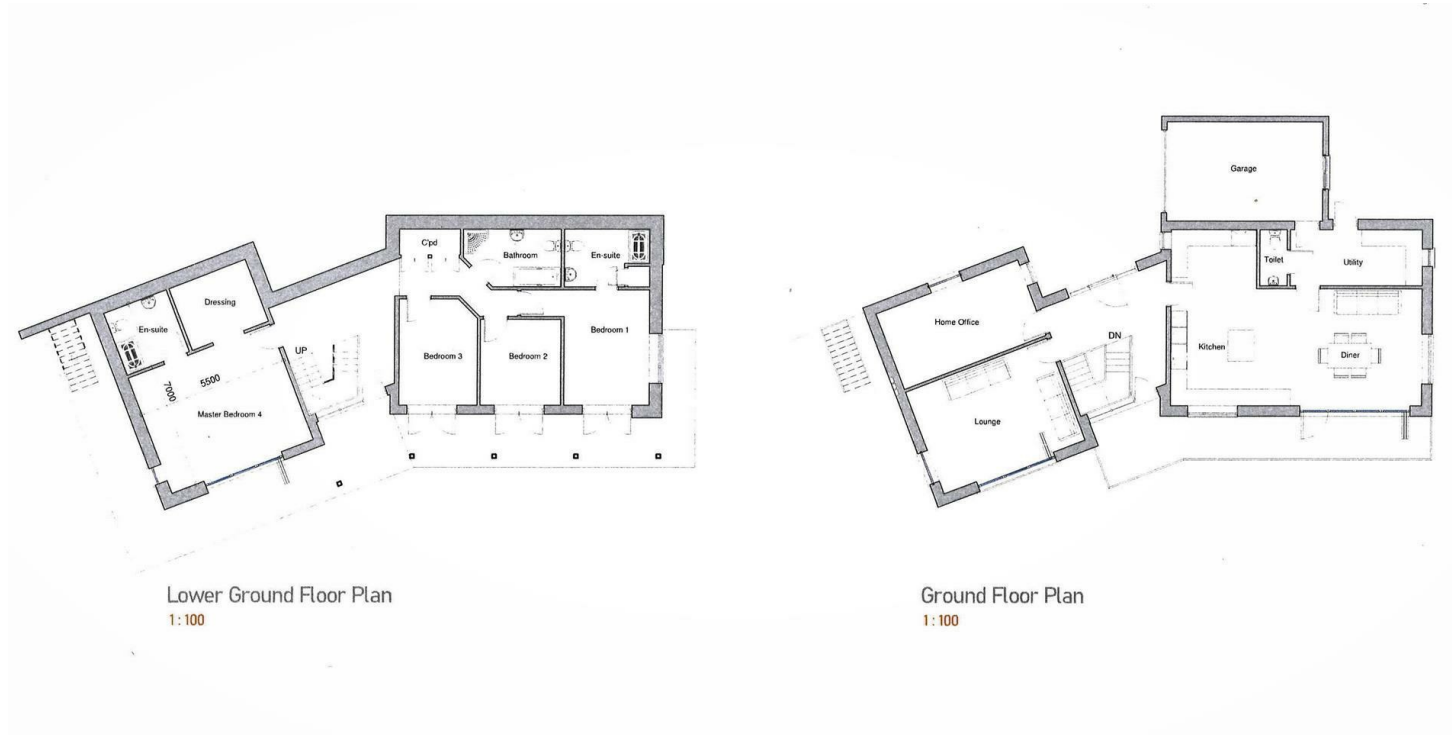 C'pd
Bathroom
En-suite
Dressing
En-suite
UP
Bedroom 1
Bedroom 3
Bedroom 2
5500
7000
Master Bedroom 4
Lower Ground Floor Plan
1 : 100
Garage
Toilet
Utility
Home Office
DN
Kitchen
Diner
Lounge
Ground Floor Plan
1 : 100